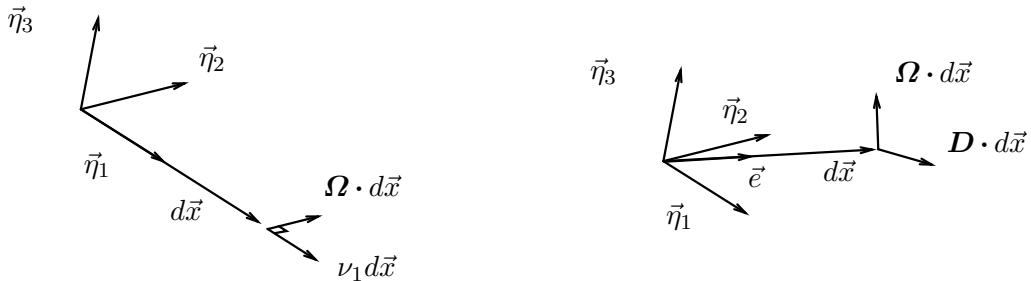 η⃗₃
η⃗₂
η⃗₁
dx⃗
Ω · dx⃗
ν₁dx⃗
η⃗₃
η⃗₂
e⃗
dx⃗
η⃗₁
Ω · dx⃗
D · dx⃗